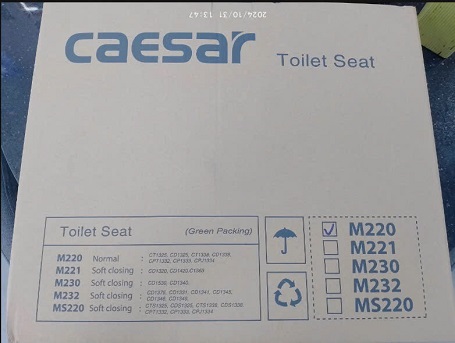 2024/10/31 13:47
caesar
Toilet Seat
Toilet Seat (Green Packing)
M220 Normal :
M221 Soft closing :
M230 Soft closing :
M232 Soft closing :
MS220 Soft closing :
M220
M221
M230
M232
MS220